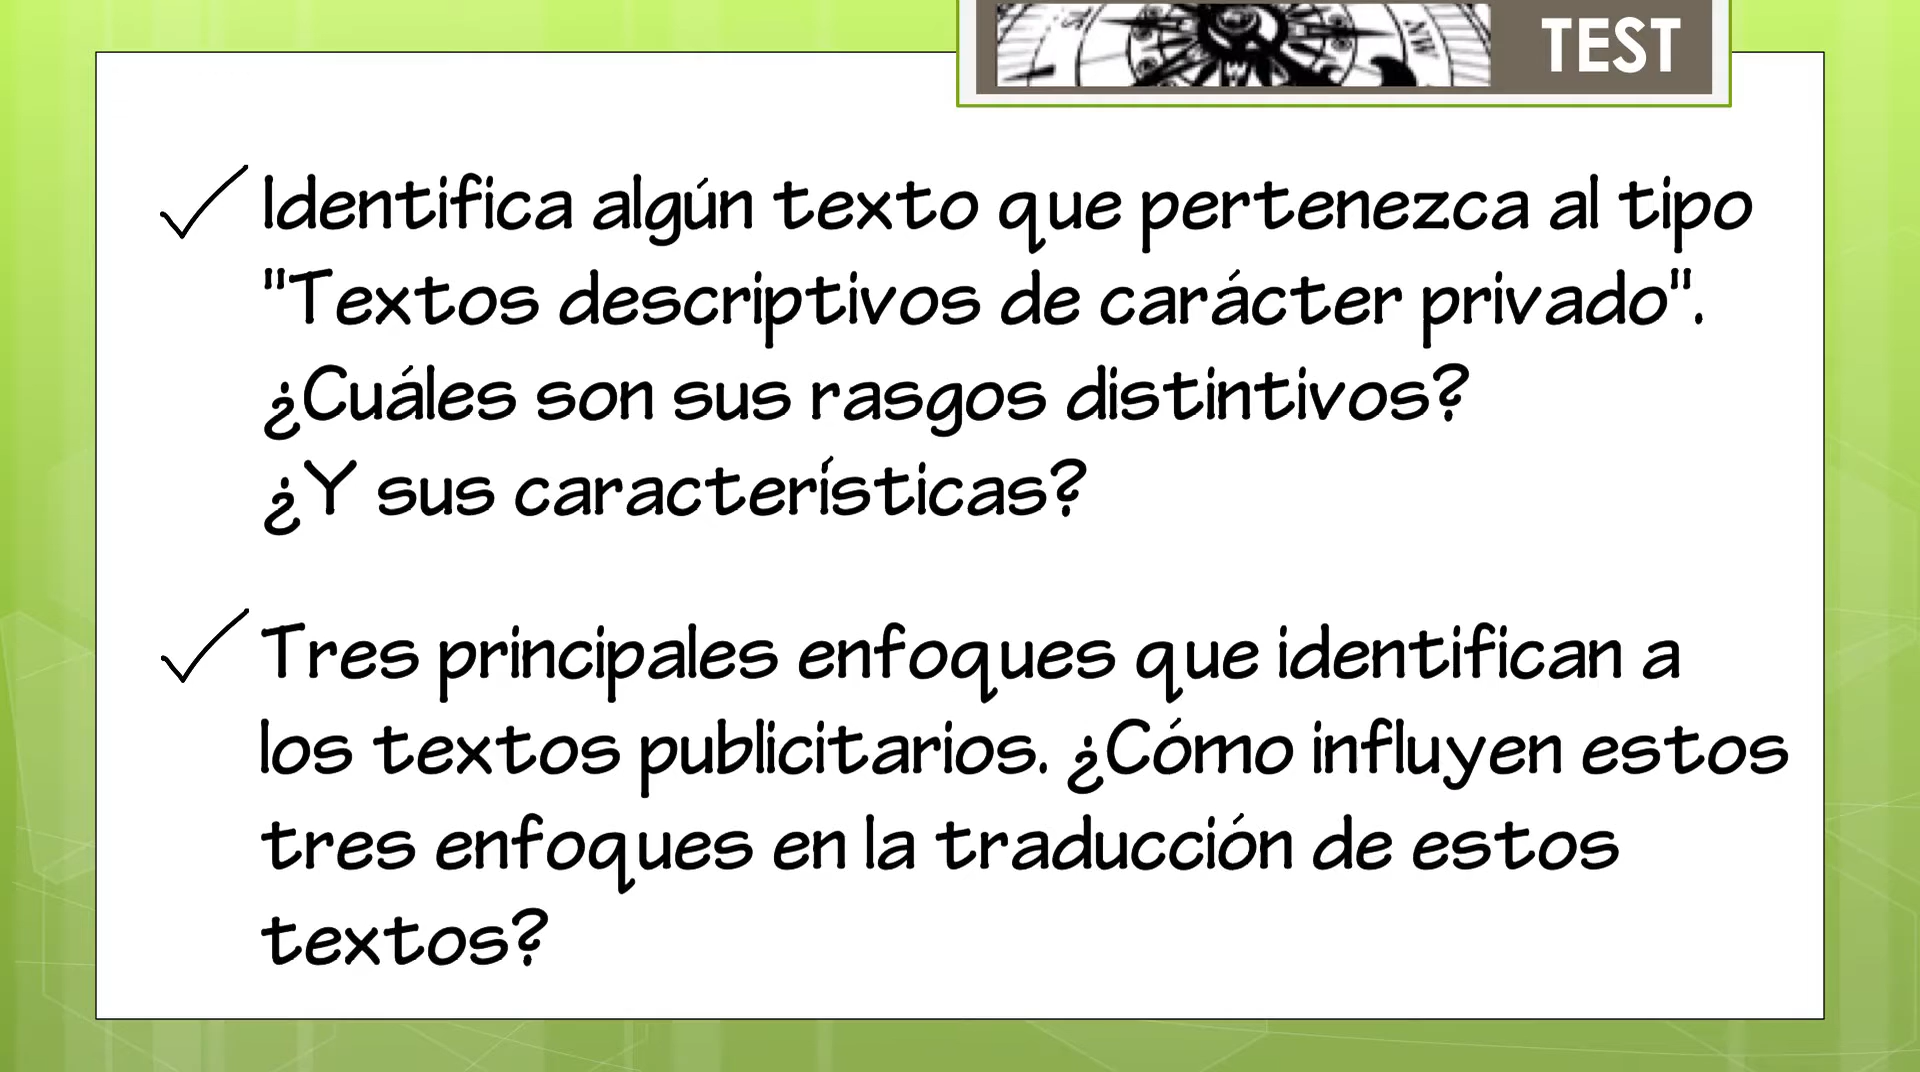 TEST
Identifica algún texto que pertenezca al tipo
"Textos descriptivos de carácter privado".
¿Cuáles son sus rasgos distintivos?
¿Y sus características?
Tres principales enfoques que identifican a
los textos publicitarios. ¿Cómo influyen estos
tres enfoques en la traducción de estos
textos?